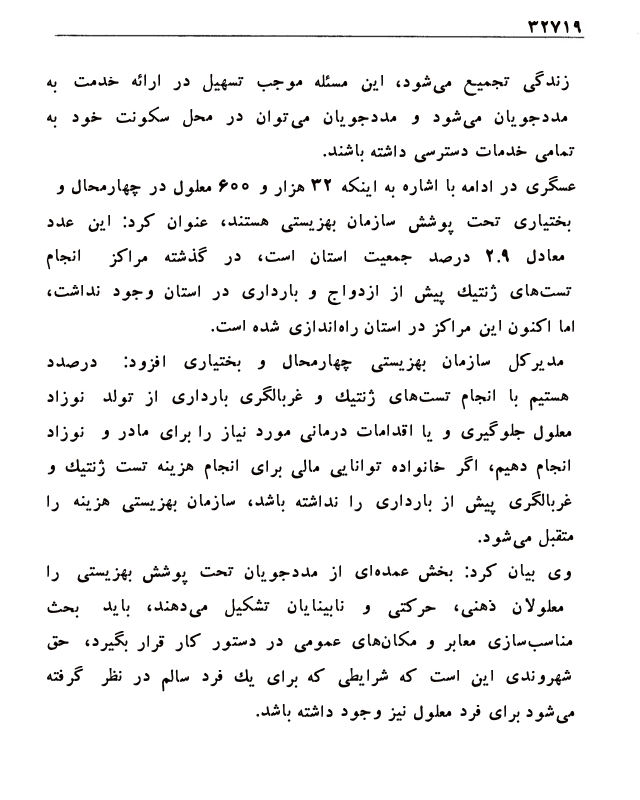 ۳۲۷۱۹
زندگی تجمیع می‌شود، این مسئله موجب تسهیل در ارائه خدمت به
مددجویان می‌شود و مددجویان می‌توان در محل سکونت خود به
تمامی خدمات دسترسی داشته باشند.
عسگری در ادامه با اشاره به اینکه ۳۲ هزار و ۶۰۰ معلول در چهارمحال و
بختیاری تحت پوشش سازمان بهزیستی هستند، عنوان کرد: این عدد
معادل ۲.۹ درصد جمعیت استان است، در گذشته مراکز انجام
تست‌های ژنتیك پیش از ازدواج و بارداری در استان وجود نداشت،
اما اکنون این مراکز در استان راه‌اندازی شده است.
مدیرکل سازمان بهزیستی چهارمحال و بختیاری افزود: درصدد
هستیم با انجام تست‌های ژنتیك و غربالگری بارداری از تولد نوزاد
معلول جلوگیری و یا اقدامات درمانی مورد نیاز را برای مادر و نوزاد
انجام دهیم، اگر خانواده توانایی مالی برای انجام هزینه تست ژنتیك و
غربالگری پیش از بارداری را نداشته باشد، سازمان بهزیستی هزینه را
متقبل می‌شود.
وی بیان کرد: بخش عمده‌ای از مددجویان تحت پوشش بهزیستی را
معلولان ذهنی، حرکتی و نابینایان تشکیل می‌دهند، باید بحث
مناسب‌سازی معابر و مکان‌های عمومی در دستور کار قرار بگیرد، حق
شهروندی این است که شرایطی که برای یك فرد سالم در نظر گرفته
می‌شود برای فرد معلول نیز وجود داشته باشد.